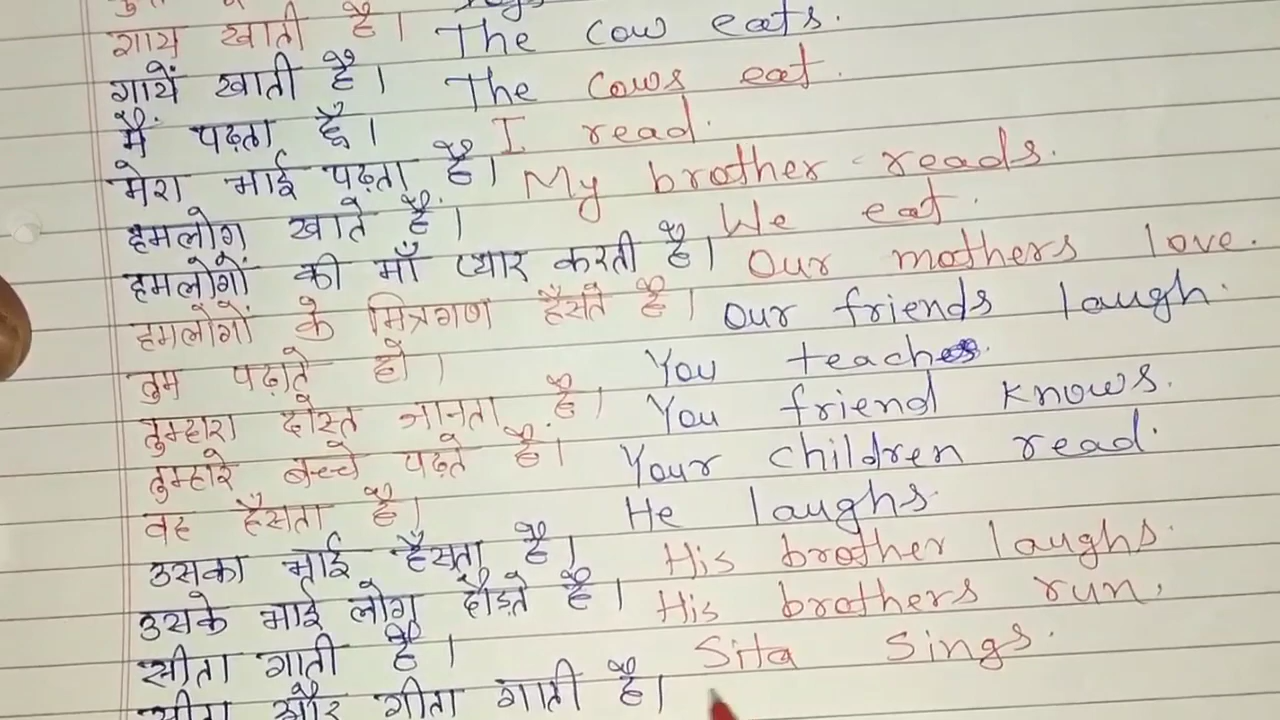 गाय खाती है। The cow eats.
गायें खाती हैं। The cows eat.
मैं पढ़ता हूँ। I read.
मेरा भाई पढ़ता है। My brother reads.
हमलोग खाते हैं। We eat.
हमलोगों की माँ प्यार करती है। Our mothers love.
हमलोगों के मित्रगण हँसते हैं। Our friends laugh.
तुम पढ़ाते हो। You teach
तुम्हारा दोस्त जानता है। You friend knows.
तुम्हारे बच्चे पढ़ते हैं। Your children read.
वह हँसता है। He laughs.
उसका भाई हँसता है। His brother laughs.
उसके भाई लोग दौड़ते हैं। His brothers run.
सीता गाती है। Sita Sings.
सीता और गीता गाती हैं।